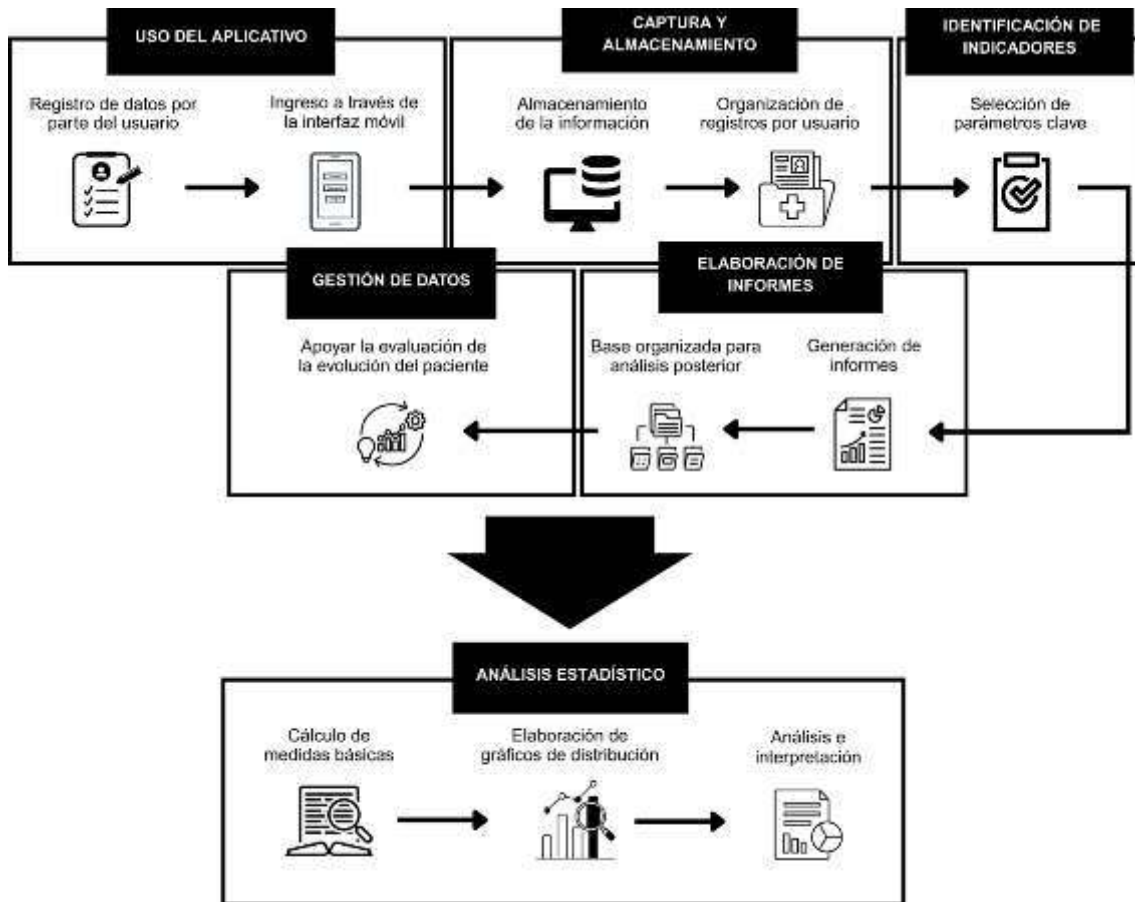 USO DEL APLICATIVO
Registro de datos por
parte del usuario
Ingreso a través de
la interfaz móvil
CAPTURA Y
ALMACENAMIENTO
Almacenamiento
de la información
Organización de
registros por usuario
IDENTIFICACIÓN DE
INDICADORES
Selección de
parámetros clave
ELABORACIÓN DE
INFORMES
Generación de
informes
Base organizada para
análisis posterior
GESTIÓN DE DATOS
Apoyar la evaluación de
la evolución del paciente
ANÁLISIS ESTADÍSTICO
Cálculo de
medidas básicas
Elaboración de
gráficos de distribución
Análisis e
interpretación